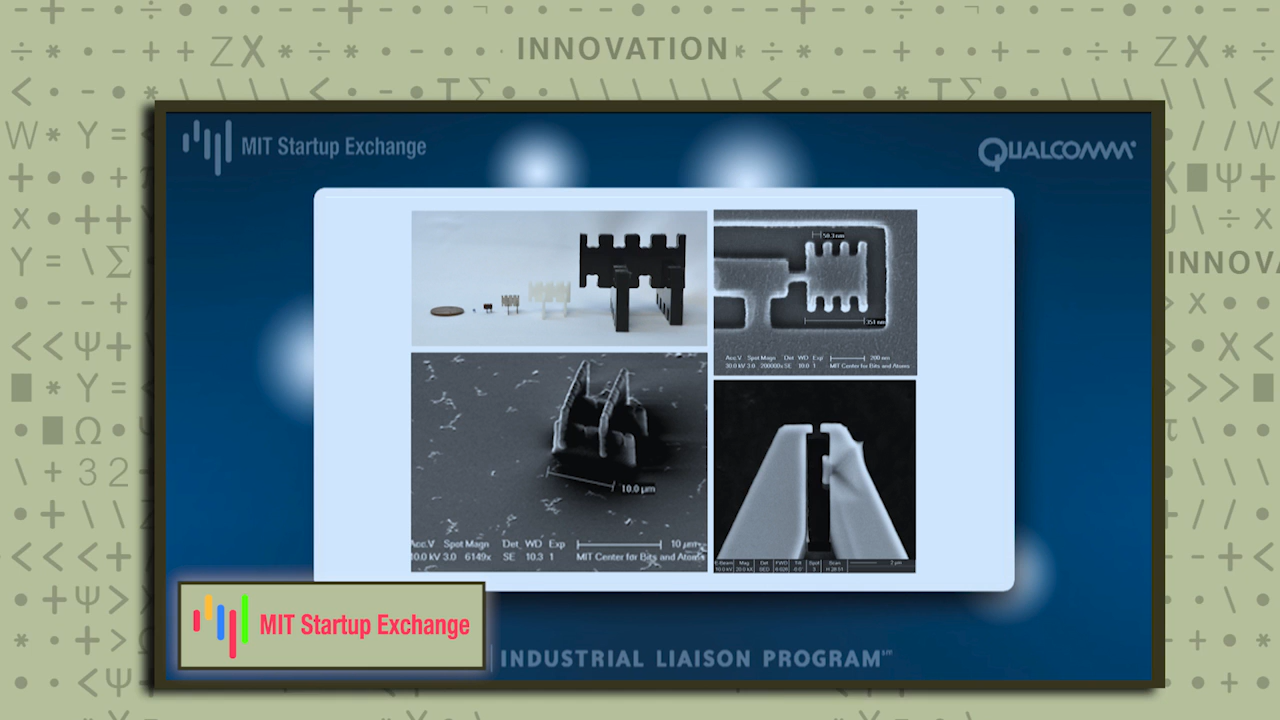 INNOVATION
MIT Startup Exchange
QUALCOMM
INNOVA
50.3 nm
351 nm
Acc.V Spot Magn Det WD Exp
30.0 kV 3.0 200000x SE 10.0 1
200 nm
MIT Center for Bits and Atoms
10.0 µm
Acc.V Spot Magn Det WD Exp
10.0 kV 3.0 6149x SE 10.3 1
10 µm
MIT Center for Bits and Atoms
2 µm
MIT Startup Exchange
INDUSTRIAL LIAISON PROGRAM℠